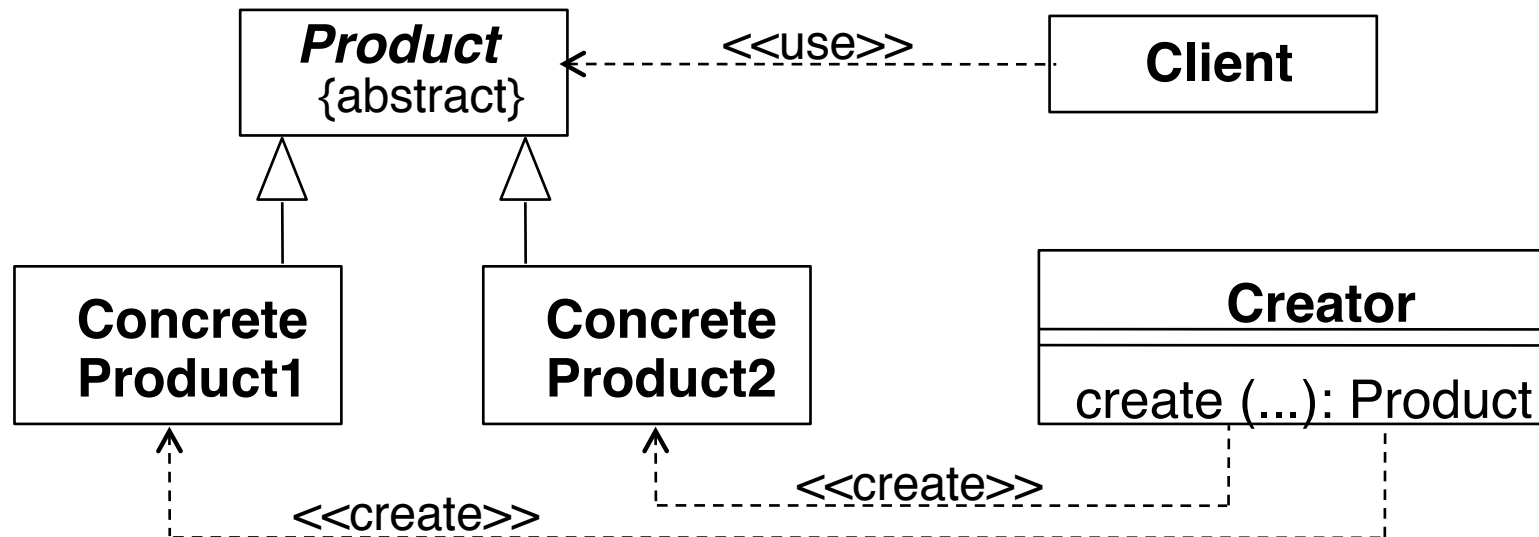 Product
{abstract}
<<use>>
Client
Concrete
Product1
Concrete
Product2
Creator
create (...): Product
<<create>>
<<create>>